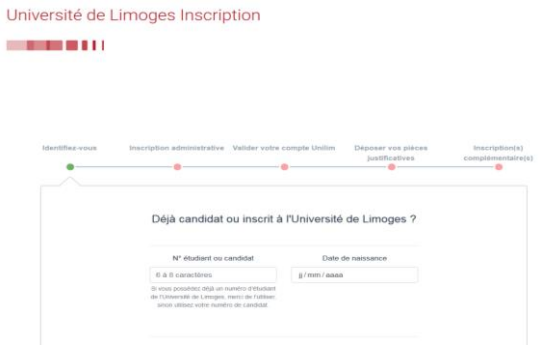 Université de Limoges Inscription
Identifiez-vous
Inscription administrative
Valider votre compte Unilim
Déposer vos pièces
justificatives
Inscription(s)
complémentaire(s)
Déjà candidat ou inscrit à l'Université de Limoges ?
N° étudiant ou candidat
Date de naissance
6 à 8 caractères
jj / mm / aaaa
Si vous possédez déjà un numéro d'étudiant
de l'Université de Limoges, merci de l'utiliser,
sinon utilisez votre numéro de candidat